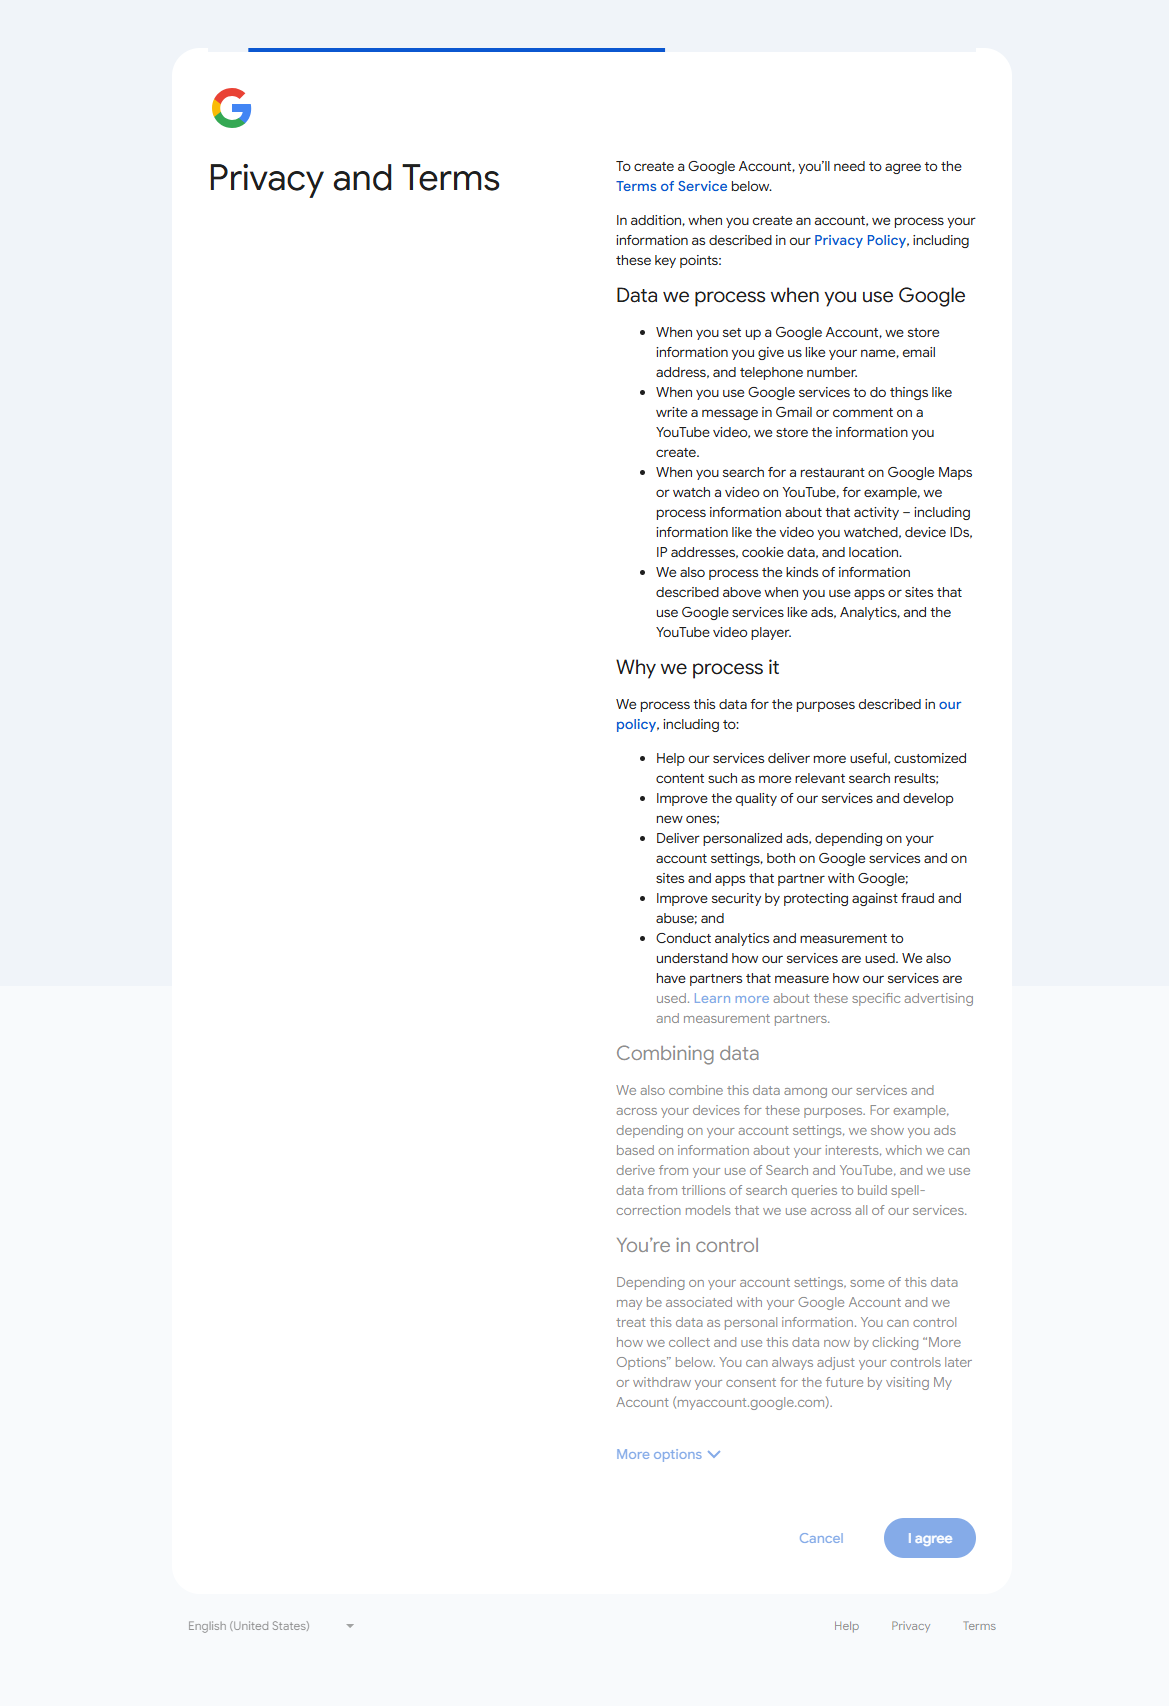 Privacy and Terms
To create a Google Account, you’ll need to agree to the
Terms of Service below.
In addition, when you create an account, we process your
information as described in our Privacy Policy, including
these key points:
Data we process when you use Google
• When you set up a Google Account, we store
information you give us like your name, email
address, and telephone number.
• When you use Google services to do things like
write a message in Gmail or comment on a
YouTube video, we store the information you
create.
• When you search for a restaurant on Google Maps
or watch a video on YouTube, for example, we
process information about that activity – including
information like the video you watched, device IDs,
IP addresses, cookie data, and location.
• We also process the kinds of information
described above when you use apps or sites that
use Google services like ads, Analytics, and the
YouTube video player.
Why we process it
We process this data for the purposes described in our
policy, including to:
• Help our services deliver more useful, customized
content such as more relevant search results;
• Improve the quality of our services and develop
new ones;
• Deliver personalized ads, depending on your
account settings, both on Google services and on
sites and apps that partner with Google;
• Improve security by protecting against fraud and
abuse; and
• Conduct analytics and measurement to
understand how our services are used. We also
have partners that measure how our services are
used. Learn more about these specific advertising
and measurement partners.
Combining data
We also combine this data among our services and
across your devices for these purposes. For example,
depending on your account settings, we show you ads
based on information about your interests, which we can
derive from your use of Search and YouTube, and we use
data from trillions of search queries to build spell-
correction models that we use across all of our services.
You’re in control
Depending on your account settings, some of this data
may be associated with your Google Account and we
treat this data as personal information. You can control
how we collect and use this data now by clicking “More
Options” below. You can always adjust your controls later
or withdraw your consent for the future by visiting My
Account (myaccount.google.com).
More options
Cancel
I agree
English (United States)
Help
Privacy
Terms